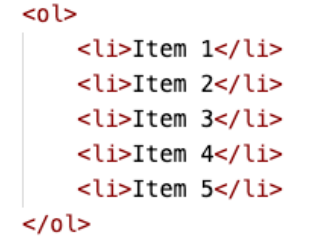 <ol>
    <li>Item 1</li>
    <li>Item 2</li>
    <li>Item 3</li>
    <li>Item 4</li>
    <li>Item 5</li>
</ol>